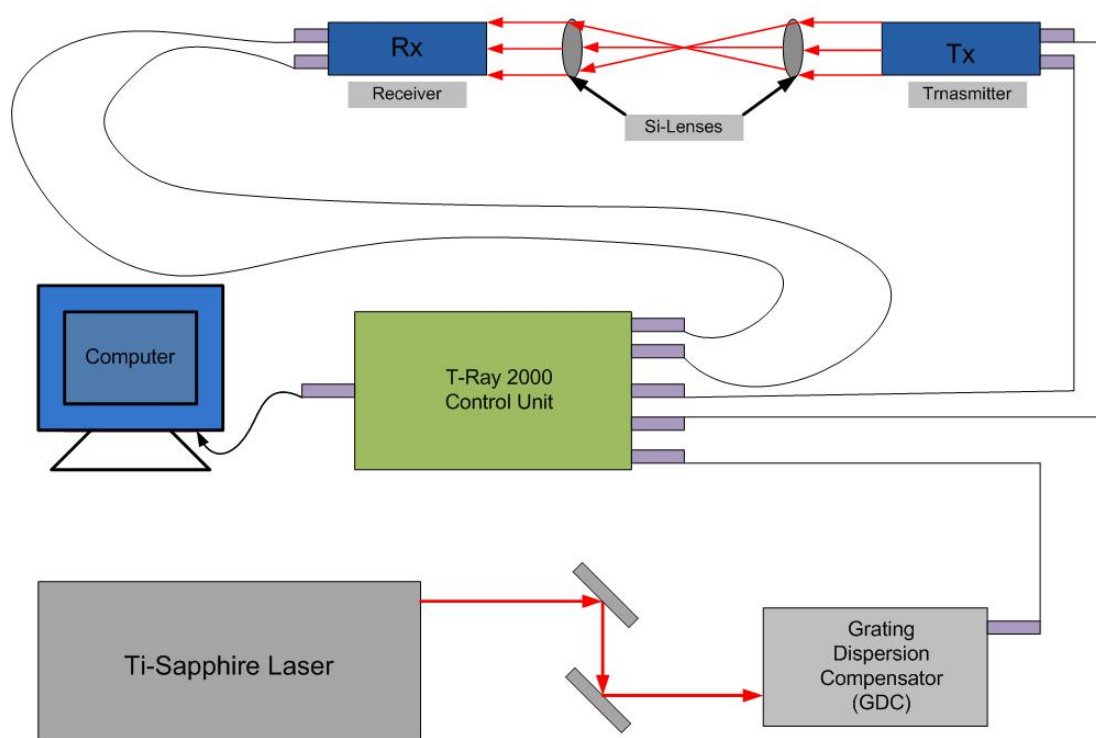 Rx
Tx
Receiver
Trnasmitter
Si-Lenses
Computer
T-Ray 2000
Control Unit
Ti-Sapphire Laser
Grating
Dispersion
Compensator
(GDC)